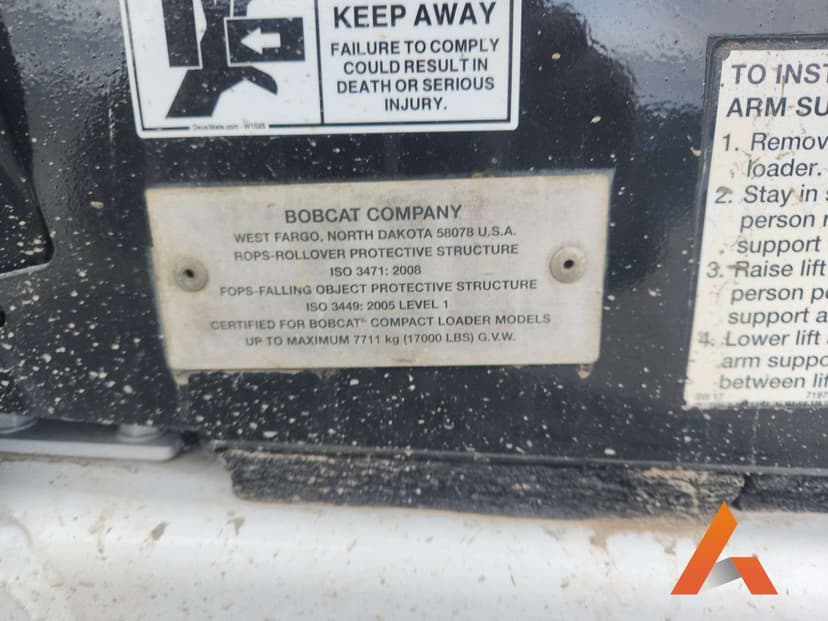 KEEP AWAY
FAILURE TO COMPLY
COULD RESULT IN
DEATH OR SERIOUS
INJURY.
BOBCAT COMPANY
WEST FARGO, NORTH DAKOTA 58078 U.S.A.
ROPS-ROLLOVER PROTECTIVE STRUCTURE
ISO 3471: 2008
FOPS-FALLING OBJECT PROTECTIVE STRUCTURE
ISO 3449: 2005 LEVEL 1
CERTIFIED FOR BOBCAT® COMPACT LOADER MODELS
UP TO MAXIMUM 7711 kg (17000 LBS) G.V.W.
TO INST
ARM SU
1. Remov
loader.
2. Stay in
person
support
3. Raise lift
person p
support a
4. Lower lift
arm suppo
between lif